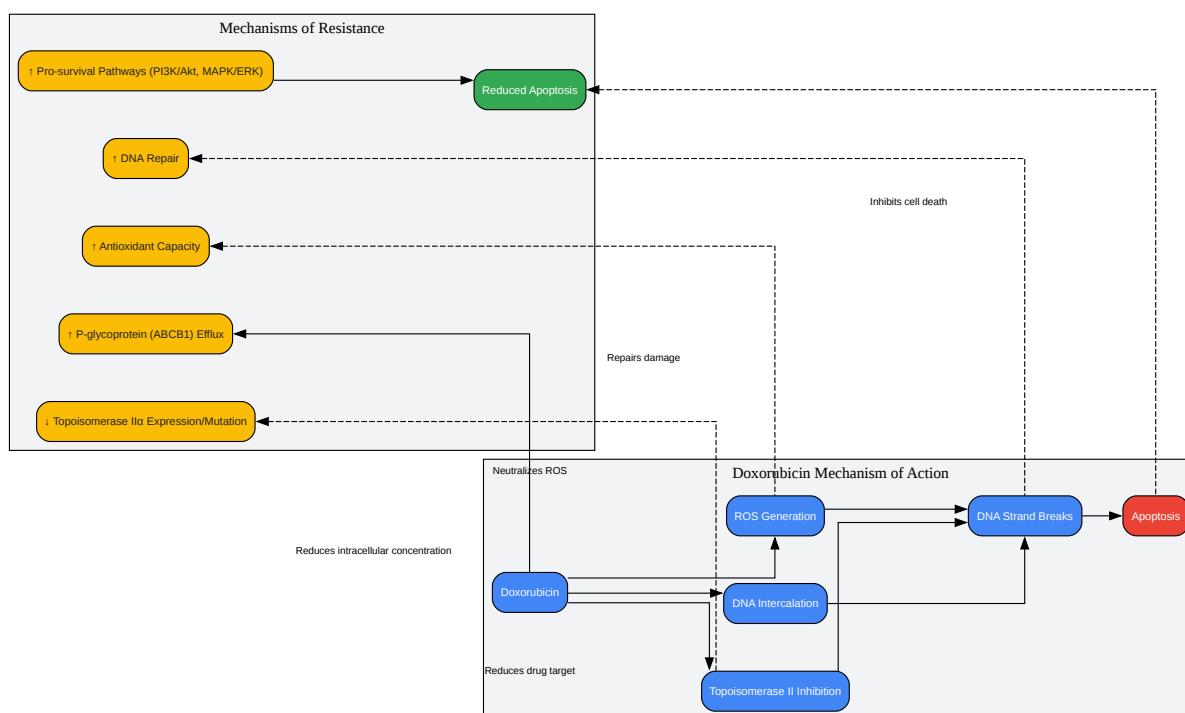 Mechanisms of Resistance
↑ Pro-survival Pathways (PI3K/Akt, MAPK/ERK)
Reduced Apoptosis
↑ DNA Repair
Inhibits cell death
↑ Antioxidant Capacity
↑ P-glycoprotein (ABCB1) Efflux
Repairs damage
↓ Topoisomerase IIα Expression/Mutation
Neutralizes ROS
Doxorubicin Mechanism of Action
ROS Generation
DNA Strand Breaks
Apoptosis
Reduces intracellular concentration
Doxorubicin
DNA Intercalation
Reduces drug target
Topoisomerase II Inhibition